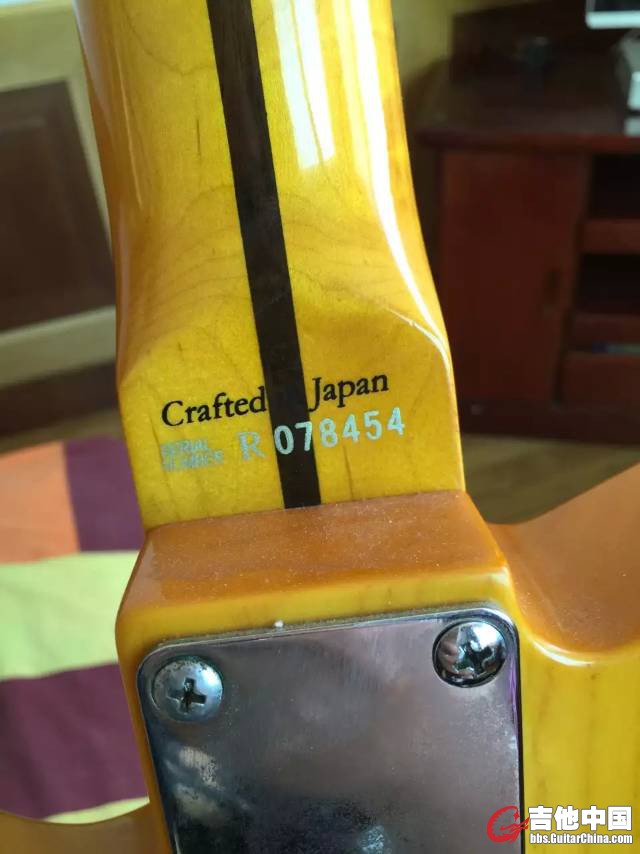 Crafted Japan
SERIAL
NUMBER R 078454
吉他中国
bbs.GuitarChina.com